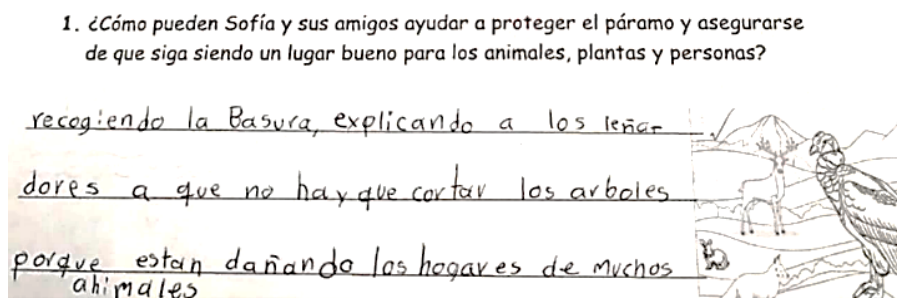 1. ¿Cómo pueden Sofía y sus amigos ayudar a proteger el páramo y asegurarse
de que siga siendo un lugar bueno para los animales, plantas y personas?
recogiendo la Basura, explicando a los leñar
dores a que no hay que cortar los arboles
porque estan dañando los hogares de muchos
ahimales